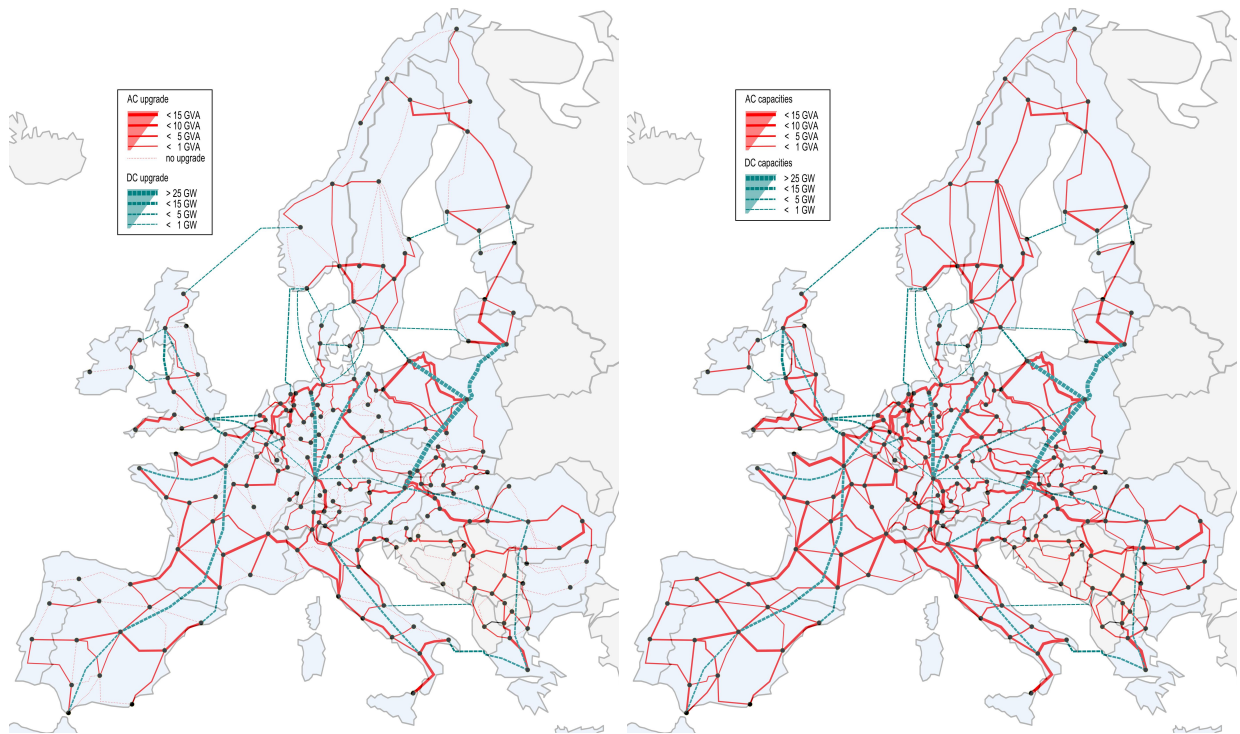 AC upgrade
< 15 GVA
< 10 GVA
< 5 GVA
< 1 GVA
no upgrade
DC upgrade
> 25 GW
< 15 GW
< 5 GW
< 1 GW
AC capacities
< 15 GVA
< 10 GVA
< 5 GVA
< 1 GVA
DC capacities
> 25 GW
< 15 GW
< 5 GW
< 1 GW